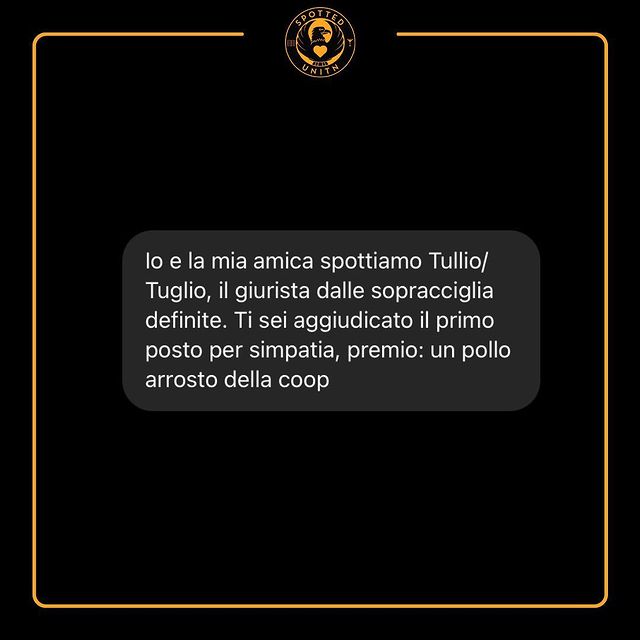 SPOTTED
UNITN
Io e la mia amica spottiamo Tullio/
Tuglio, il giurista dalle sopracciglia
definite. Ti sei aggiudicato il primo
posto per simpatia, premio: un pollo
arrosto della coop